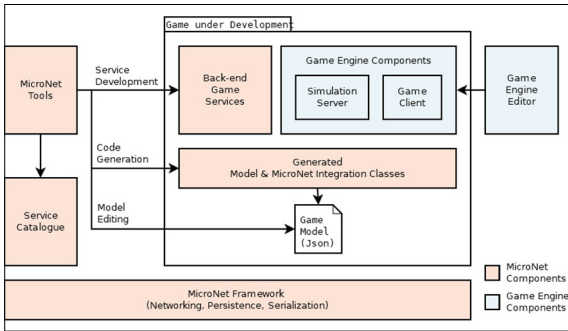 Game under Development
MicroNet
Tools
Service
Development
Back-end
Game
Services
Game Engine Components
Simulation
Server
Game
Client
Game
Engine
Editor
Code
Generation
Generated
Model & MicroNet Integration Classes
Service
Catalogue
Model
Editing
Game
Model
(Json)
MicroNet
Components
Game Engine
Components
MicroNet Framework
(Networking, Persistence, Serialization)